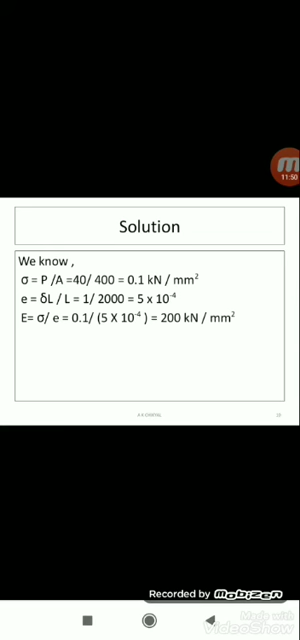 11:50
Solution
We know ,
σ = P /A =40/ 400 = 0.1 kN / mm²
e = δL / L = 1/ 2000 = 5 x 10⁻⁴
E= σ/ e = 0.1/ (5 X 10⁻⁴ ) = 200 kN / mm²
Recorded by mobizen
Made with
VideoShow